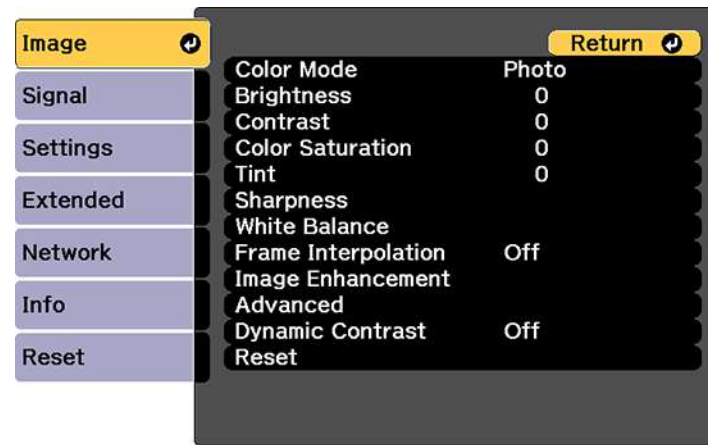 Image
Signal
Settings
Extended
Network
Info
Reset
Return
Color Mode Photo
Brightness 0
Contrast 0
Color Saturation 0
Tint 0
Sharpness
White Balance
Frame Interpolation Off
Image Enhancement
Advanced
Dynamic Contrast Off
Reset